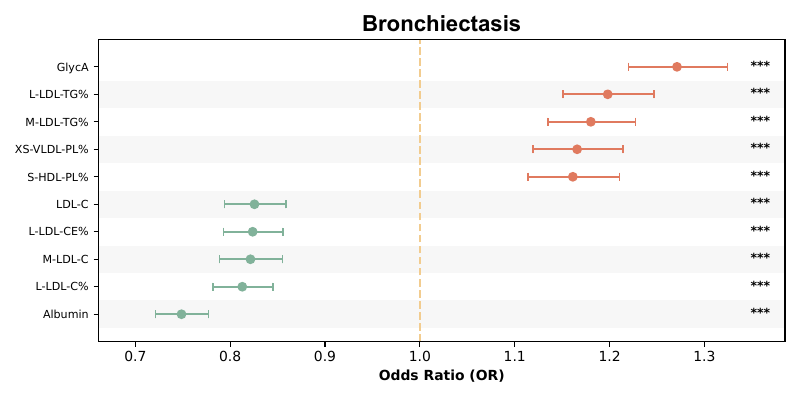 Bronchiectasis
GlycA ***
L-LDL-TG% ***
M-LDL-TG% ***
XS-VLDL-PL% ***
S-HDL-PL% ***
LDL-C ***
L-LDL-CE% ***
M-LDL-C ***
L-LDL-C% ***
Albumin ***
0.7 0.8 0.9 1.0 1.1 1.2 1.3
Odds Ratio (OR)